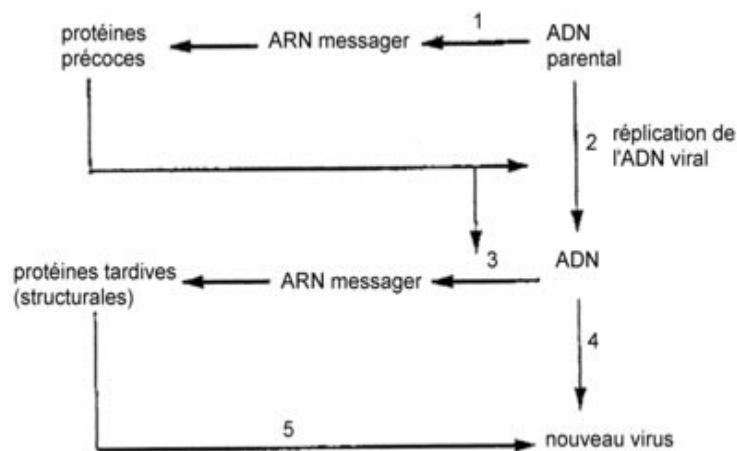 protéines
précoces
ARN messager
1
ADN
parental
2
réplication de
l'ADN viral
protéines tardives
(structurales)
ARN messager
3
ADN
4
5
nouveau virus